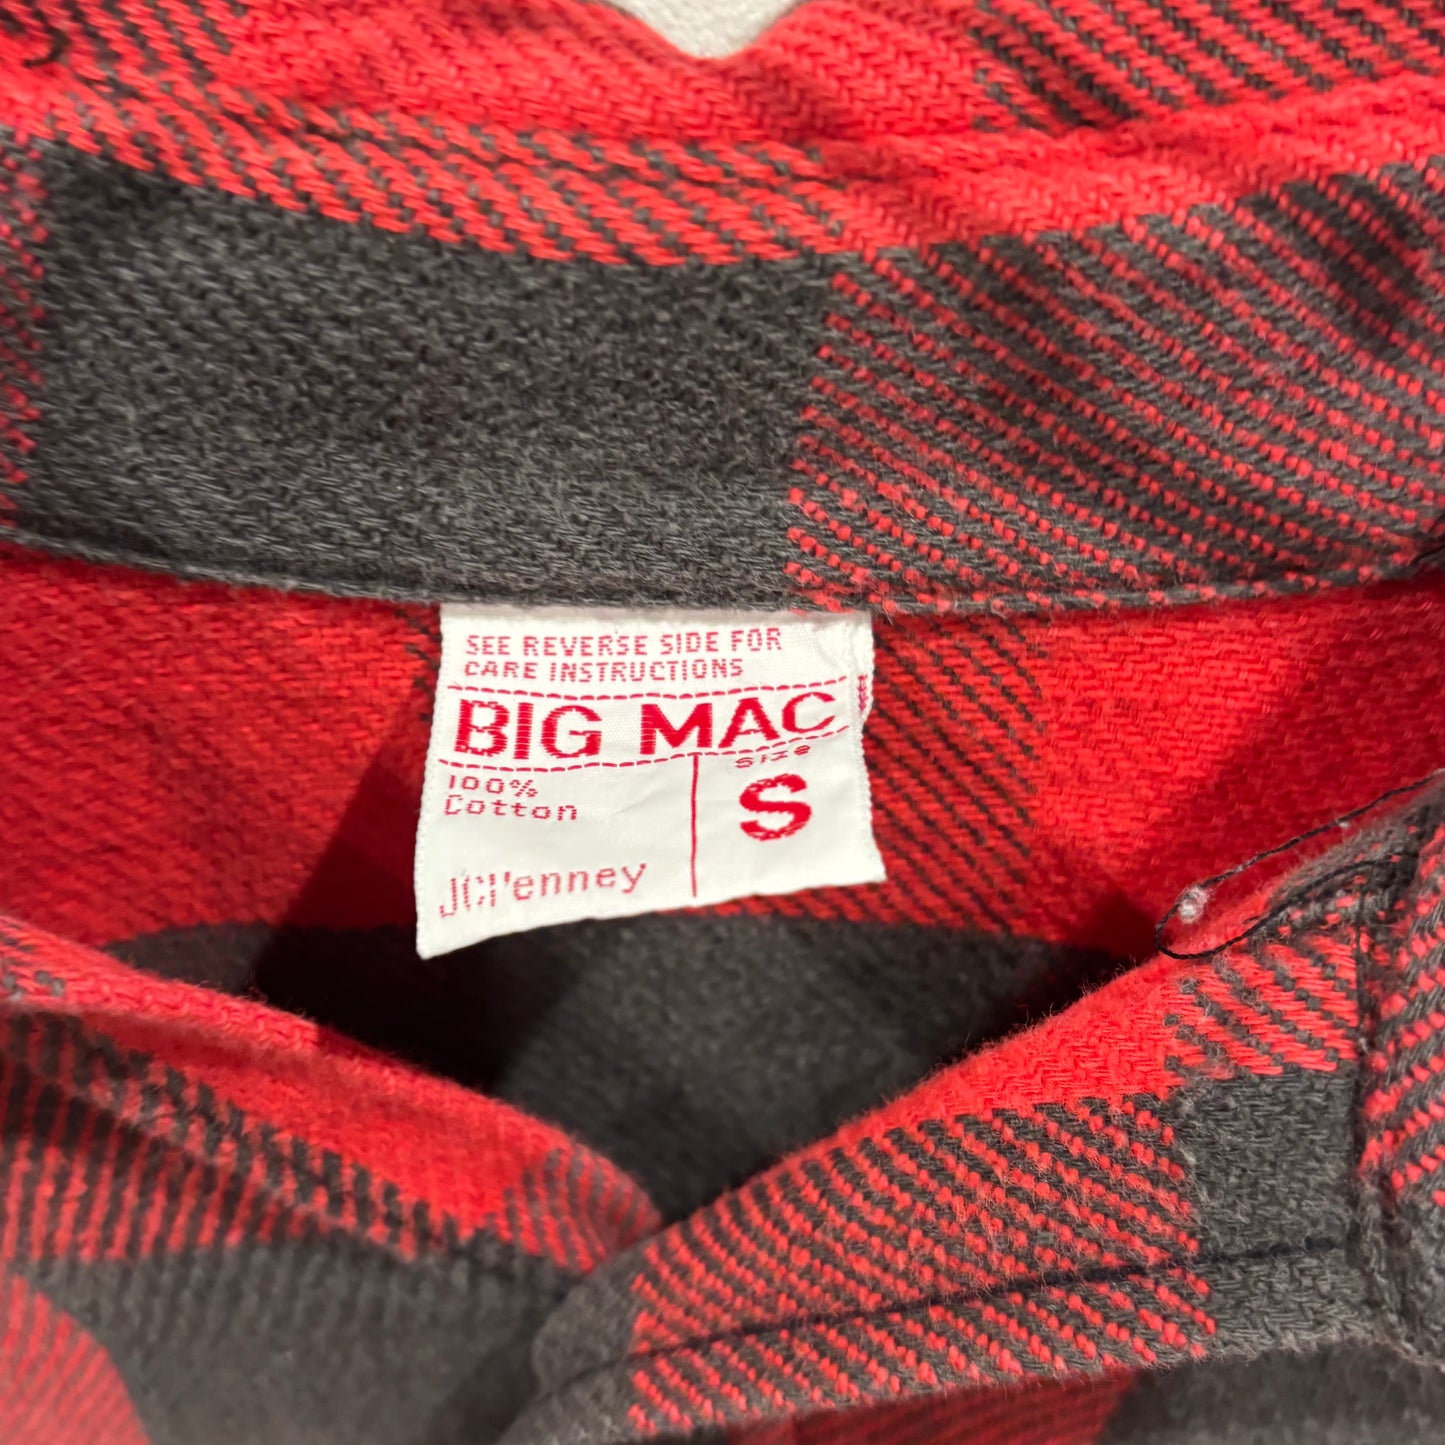 SEE REVERSE SIDE FOR
CARE INSTRUCTIONS
BIG MAC
100%
Cotton
size
S
JCPenney